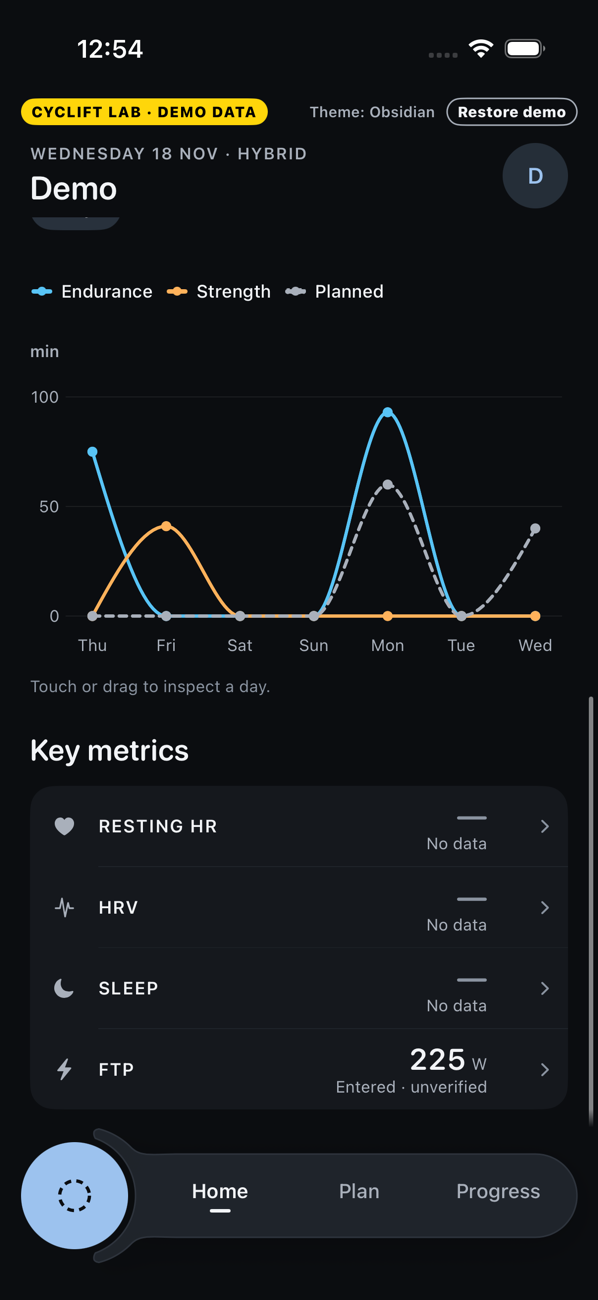 12:54
CYCLIFT LAB · DEMO DATA
Theme: Obsidian
Restore demo
WEDNESDAY 18 NOV · HYBRID
Demo
D
Endurance
Strength
Planned
min
100
50
0
Thu Fri Sat Sun Mon Tue Wed
Touch or drag to inspect a day.
Key metrics
RESTING HR
No data
HRV
No data
SLEEP
No data
FTP
225 W
Entered · unverified
Home
Plan
Progress